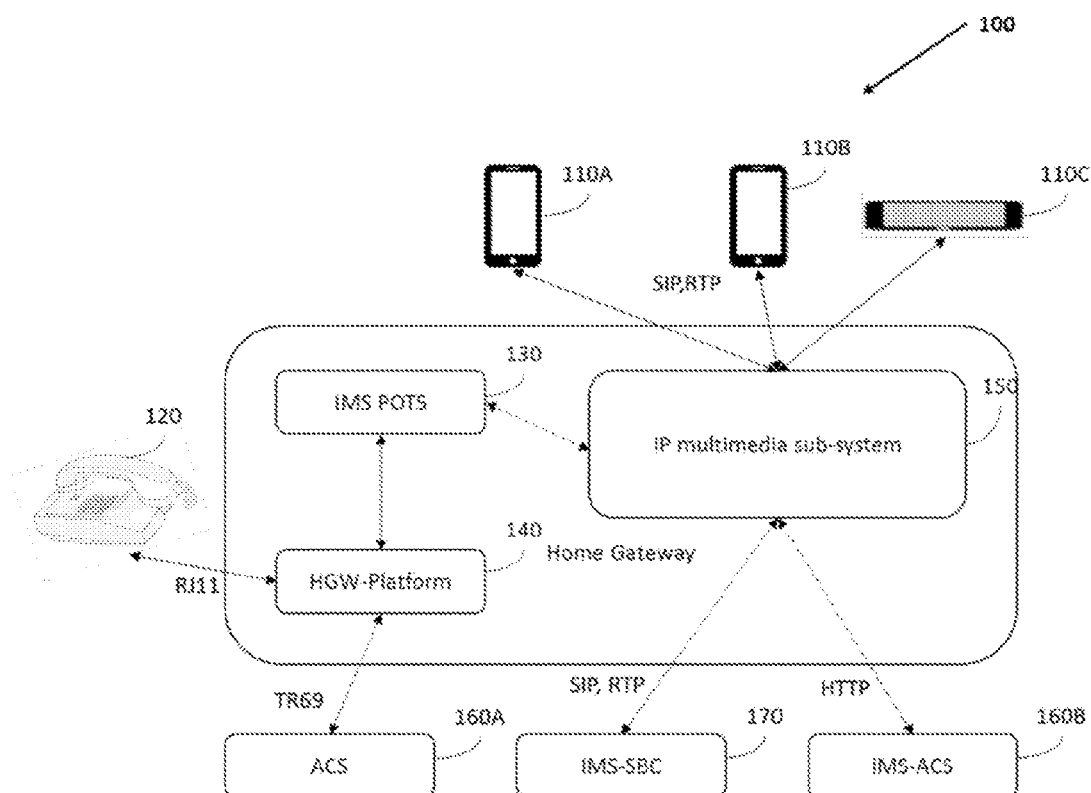 100
110A
110B
110C
SIP,RTP
130
IMS POTS
150
IP multimedia sub-system
120
140
Home Gateway
HGW-Platform
RJ11
TR69
SIP, RTP
HTTP
160A
170
160B
ACS
IMS-SBC
IMS-ACS